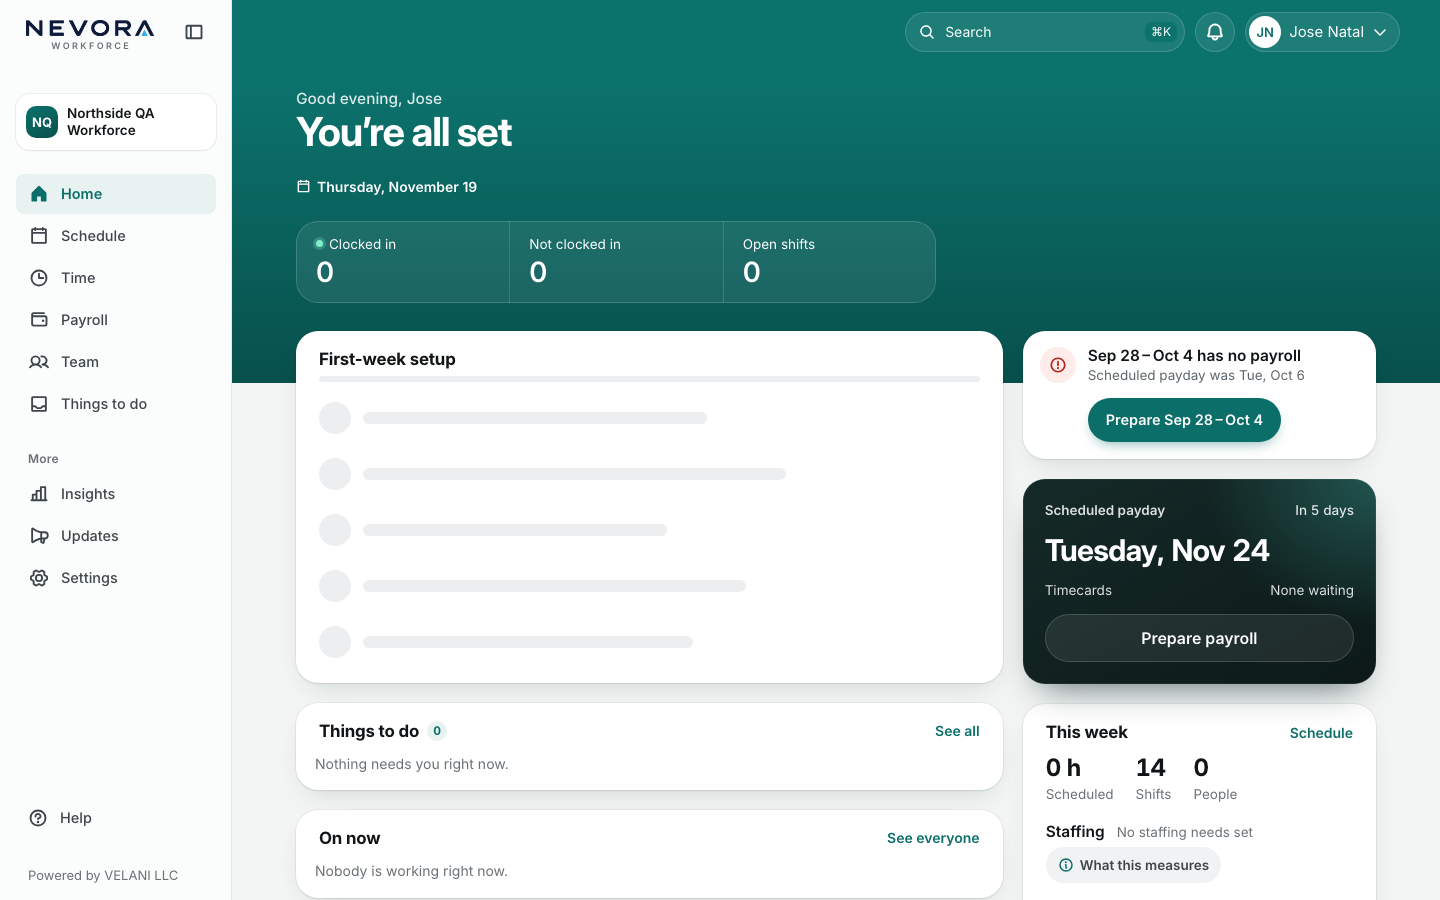 NEVORA
WORKFORCE
Search
⌘K
JN
Jose Natal
NQ
Northside QA
Workforce
Home
Schedule
Time
Payroll
Team
Things to do
More
Insights
Updates
Settings
Help
Powered by VELANI LLC
Good evening, Jose
You're all set
Thursday, November 19
Clocked in
0
Not clocked in
0
Open shifts
0
First-week setup
Things to do 0
See all
Nothing needs you right now.
On now
See everyone
Nobody is working right now.
Sep 28 – Oct 4 has no payroll
Scheduled payday was Tue, Oct 6
Prepare Sep 28 – Oct 4
Scheduled payday
In 5 days
Tuesday, Nov 24
Timecards
None waiting
Prepare payroll
This week
Schedule
0 h
14
0
Scheduled
Shifts
People
Staffing
No staffing needs set
What this measures